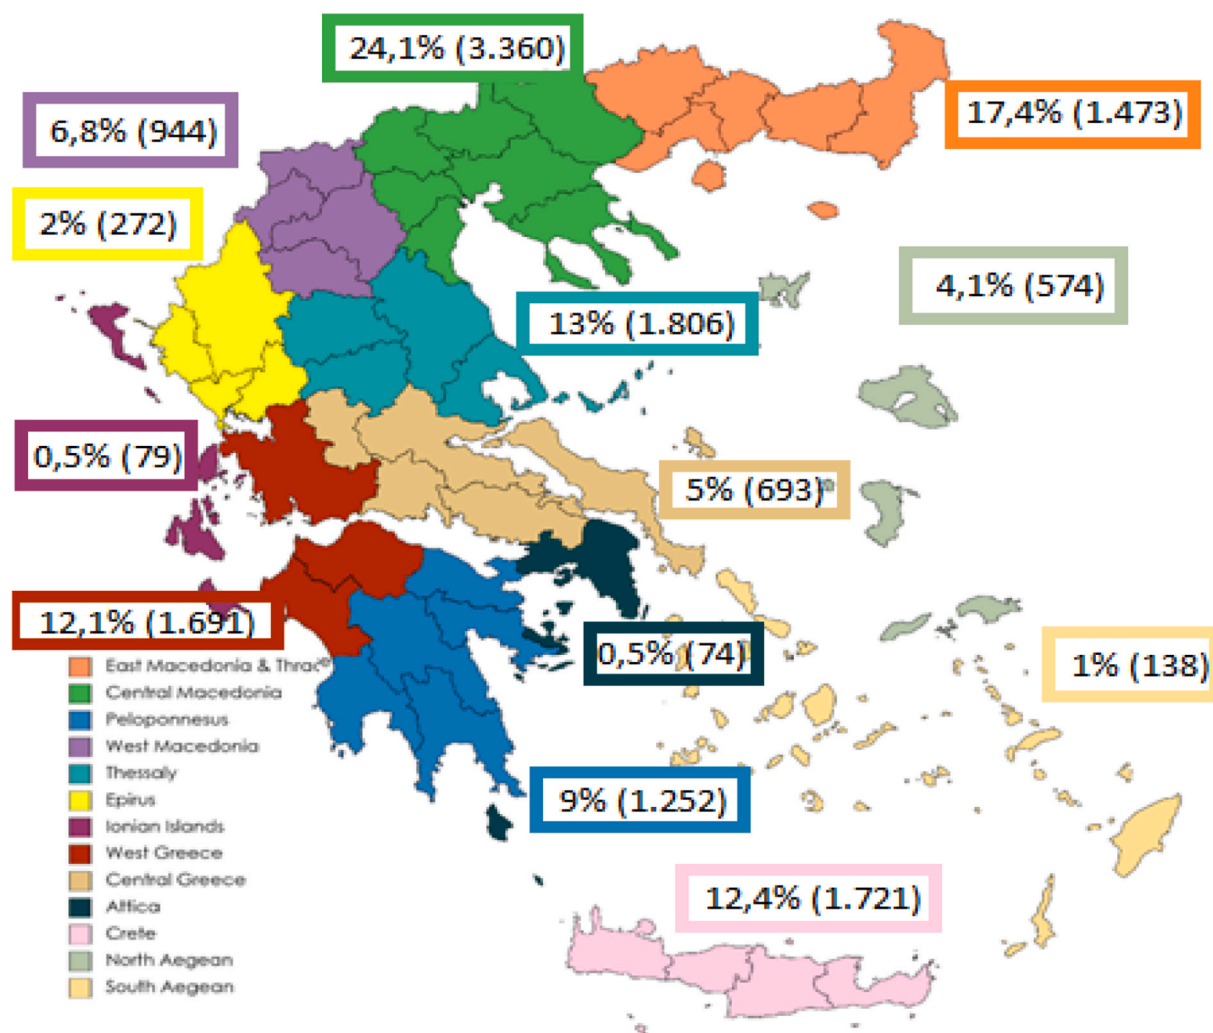 24,1% (3.360)
17,4% (1.473)
6,8% (944)
2% (272)
4,1% (574)
13% (1.806)
0,5% (79)
5% (693)
12,1% (1.691)
0,5% (74)
1% (138)
9% (1.252)
12,4% (1.721)
East Macedonia & Thrac
Central Macedonia
Peloponnesus
West Macedonia
Thessaly
Epirus
Ionian Islands
West Greece
Central Greece
Attica
Crete
North Aegean
South Aegean